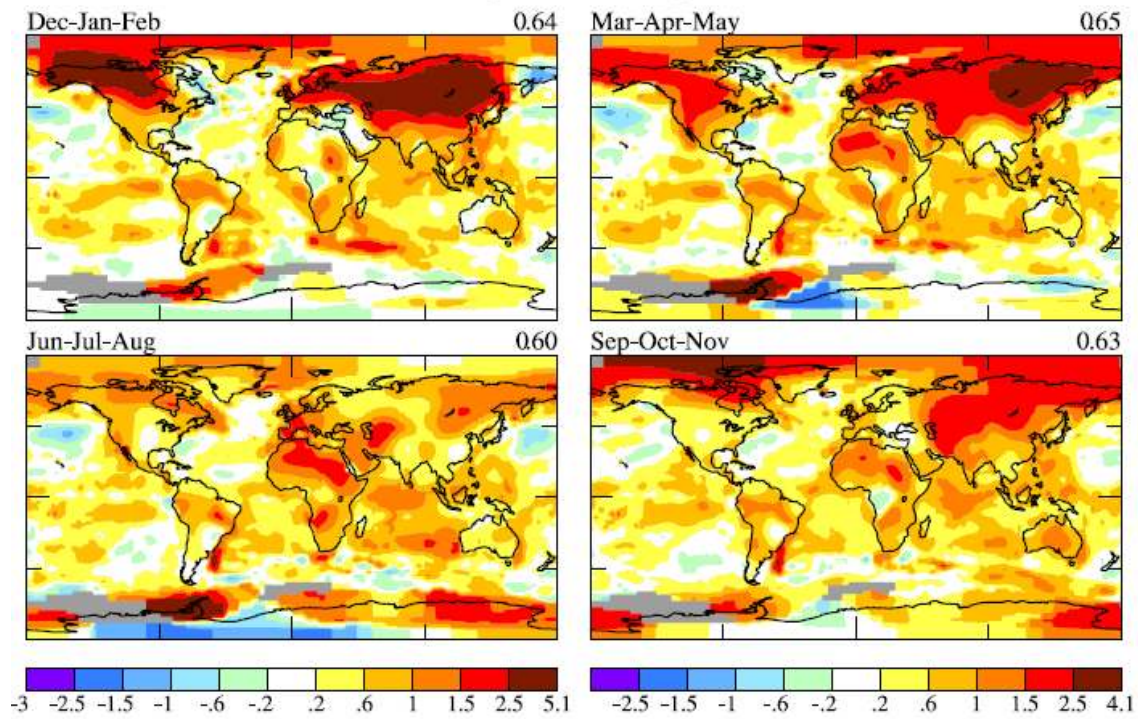 Dec-Jan-Feb 0.64
Mar-Apr-May 0.65
Jun-Jul-Aug 0.60
Sep-Oct-Nov 0.63
-3 -2.5 -1.5 -1 -.6 -.2 .2 .6 1 1.5 2.5 5.1
-2.5 -1.5 -1 -.6 -.2 .2 .6 1 1.5 2.5 4.1